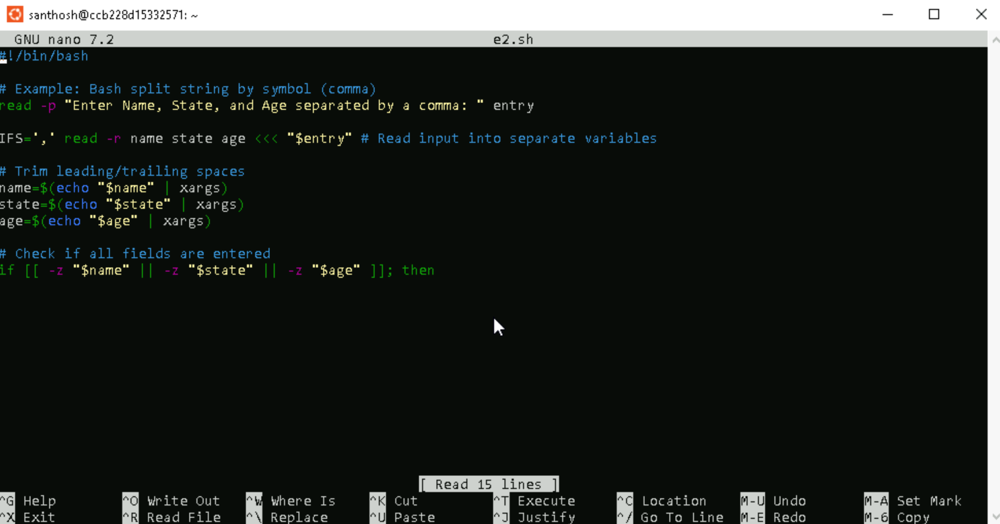 santhosh@ccb228d15332571: ~
GNU nano 7.2 e2.sh
#!/bin/bash
# Example: Bash split string by symbol (comma)
read -p "Enter Name, State, and Age separated by a comma: " entry
IFS=',' read -r name state age <<< "$entry" # Read input into separate variables
# Trim leading/trailing spaces
name=$(echo "$name" | xargs)
state=$(echo "$state" | xargs)
age=$(echo "$age" | xargs)
# Check if all fields are entered
if [[ -z "$name" || -z "$state" || -z "$age" ]]; then
[ Read 15 lines ]
^G Help ^O Write Out ^W Where Is ^K Cut ^T Execute ^C Location M-U Undo M-A Set Mark
^X Exit ^R Read File ^\ Replace ^U Paste ^J Justify ^/ Go To Line M-E Redo M-6 Copy